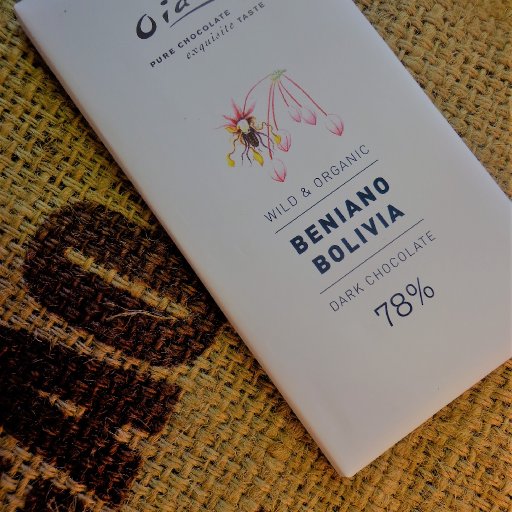 PURE CHOCOLATE
exquisite TASTE
WILD & ORGANIC
BENIANO
BOLIVIA
DARK CHOCOLATE
78%